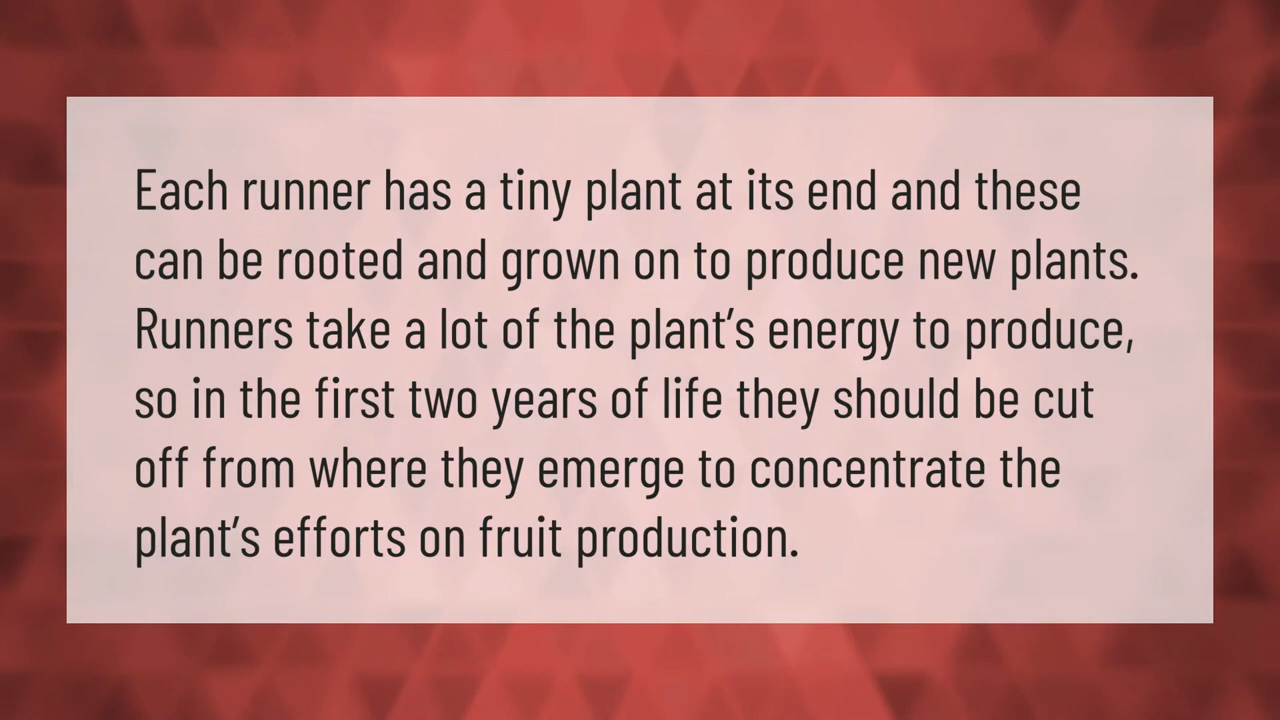 Each runner has a tiny plant at its end and these
can be rooted and grown on to produce new plants.
Runners take a lot of the plant’s energy to produce,
so in the first two years of life they should be cut
off from where they emerge to concentrate the
plant’s efforts on fruit production.